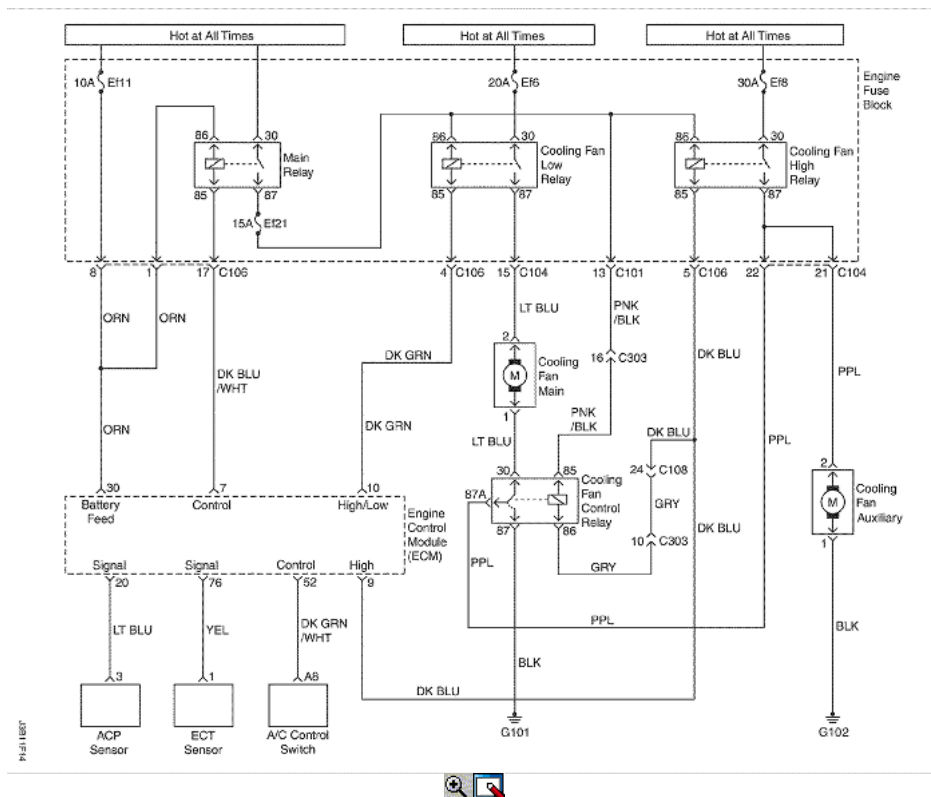 Hot at All Times
Hot at All Times
Hot at All Times
10A Ef11
20A Ef6
30A Ef8
Engine
Fuse
Block
86
30
86
30
86
30
Main
Relay
Cooling Fan
Low
Relay
Cooling Fan
High
Relay
85
87
85
87
85
87
15A Ef21
8
1
17 C106
4 C106
15 C104
13 C101
5 C106
22
21 C104
ORN
ORN
LT BLU
PNK
/BLK
DK BLU
/WHT
DK GRN
2
16 C303
DK BLU
M
Cooling
Fan
Main
PPL
1
PNK
/BLK
ORN
DK GRN
LT BLU
DK BLU
PPL
30
85
24 C108
2
87A
Cooling
Fan
Control
Relay
GRY
M
Cooling
Fan
Auxiliary
30
7
10
Battery
Feed
Control
High/Low
Engine
Control
Module
(ECM)
87
86
10 C303
DK BLU
1
PPL
GRY
Signal
Signal
Control
High
20
76
52
9
LT BLU
YEL
DK GRN
/WHT
PPL
BLK
BLK
3
1
A6
DK BLU
ACP
Sensor
ECT
Sensor
A/C Control
Switch
G101
G102
J3B11F14